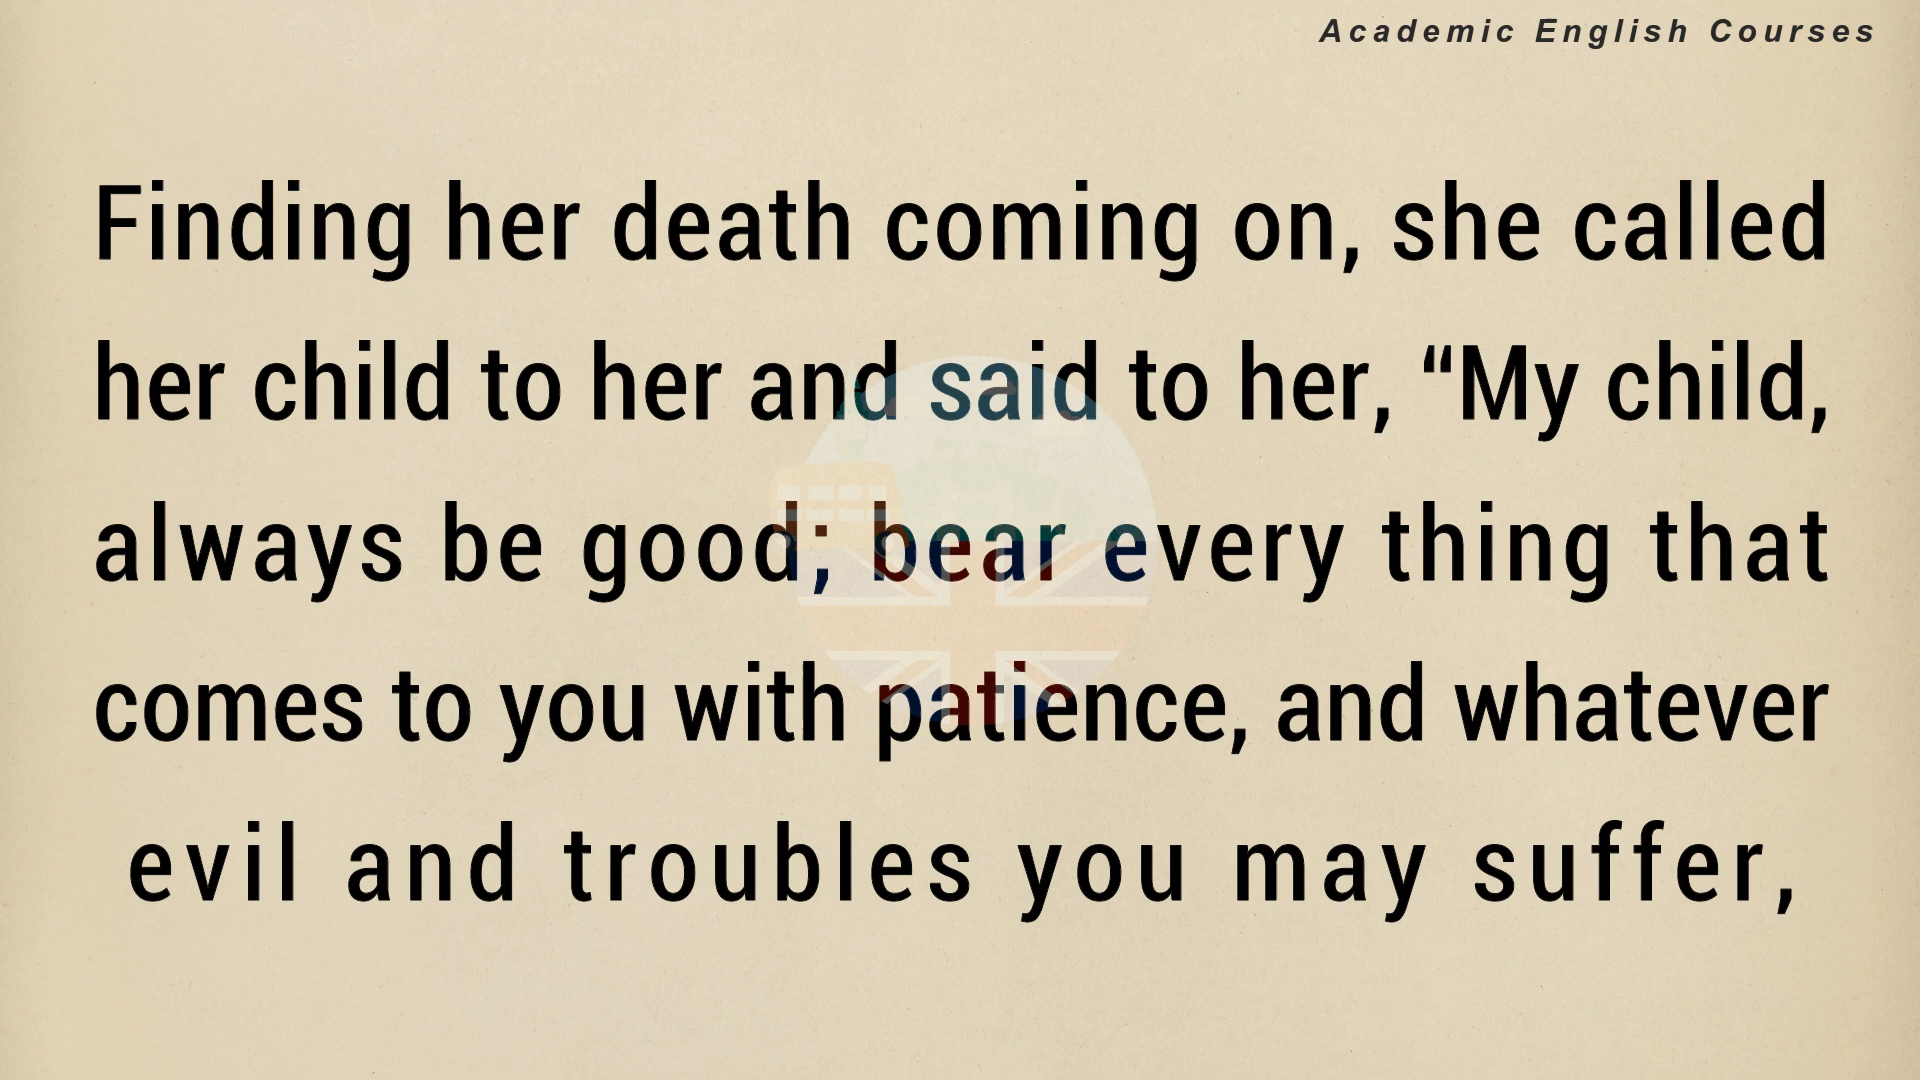 Academic English Courses
Finding her death coming on, she called
her child to her and said to her, “My child,
always be good; bear every thing that
comes to you with patience, and whatever
evil and troubles you may suffer,